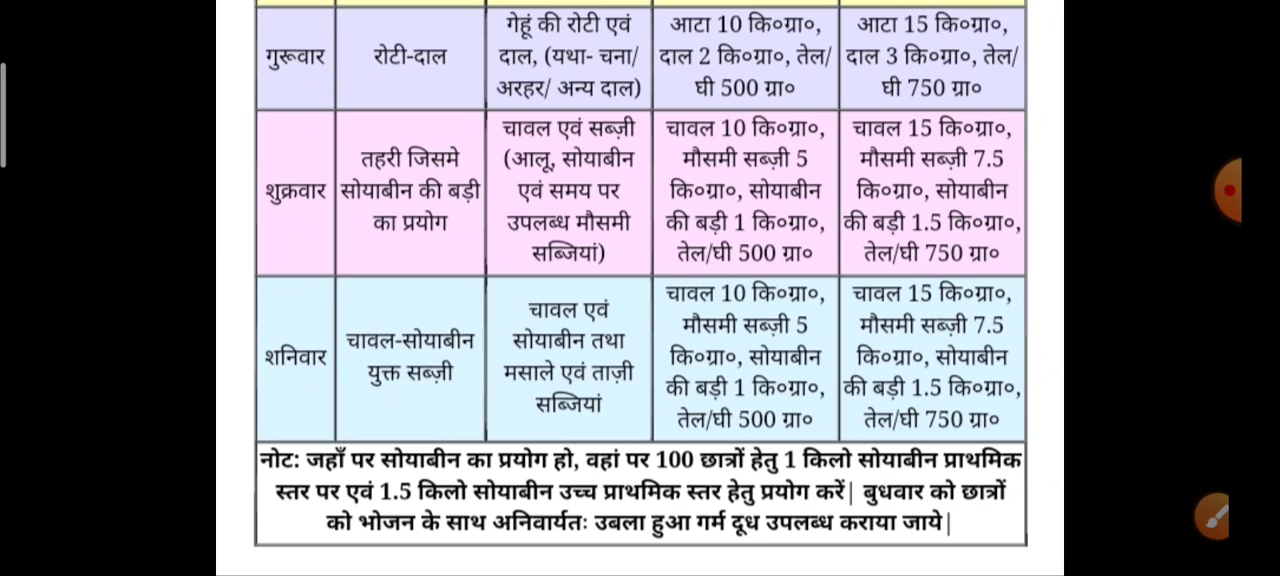 गुरूवार
रोटी-दाल
गेहूं की रोटी एवं
दाल, (यथा- चना/
अरहर/ अन्य दाल)
आटा 10 कि०ग्रा०,
दाल 2 कि०ग्रा०, तेल/
घी 500 ग्रा०
आटा 15 कि०ग्रा०,
दाल 3 कि०ग्रा०, तेल/
घी 750 ग्रा०
शुक्रवार
तहरी जिसमे
सोयाबीन की बड़ी
का प्रयोग
चावल एवं सब्ज़ी
(आलू, सोयाबीन
एवं समय पर
उपलब्ध मौसमी
सब्जियां)
चावल 10 कि०ग्रा०,
मौसमी सब्ज़ी 5
कि०ग्रा०, सोयाबीन
की बड़ी 1 कि०ग्रा०,
तेल/घी 500 ग्रा०
चावल 15 कि०ग्रा०,
मौसमी सब्ज़ी 7.5
कि०ग्रा०, सोयाबीन
की बड़ी 1.5 कि०ग्रा०,
तेल/घी 750 ग्रा०
शनिवार
चावल-सोयाबीन
युक्त सब्ज़ी
चावल एवं
सोयाबीन तथा
मसाले एवं ताज़ी
सब्जियां
चावल 10 कि०ग्रा०,
मौसमी सब्ज़ी 5
कि०ग्रा०, सोयाबीन
की बड़ी 1 कि०ग्रा०,
तेल/घी 500 ग्रा०
चावल 15 कि०ग्रा०,
मौसमी सब्ज़ी 7.5
कि०ग्रा०, सोयाबीन
की बड़ी 1.5 कि०ग्रा०,
तेल/घी 750 ग्रा०
नोट: जहाँ पर सोयाबीन का प्रयोग हो, वहां पर 100 छात्रों हेतु 1 किलो सोयाबीन प्राथमिक
स्तर पर एवं 1.5 किलो सोयाबीन उच्च प्राथमिक स्तर हेतु प्रयोग करें| बुधवार को छात्रों
को भोजन के साथ अनिवार्यतः उबला हुआ गर्म दूध उपलब्ध कराया जाये|